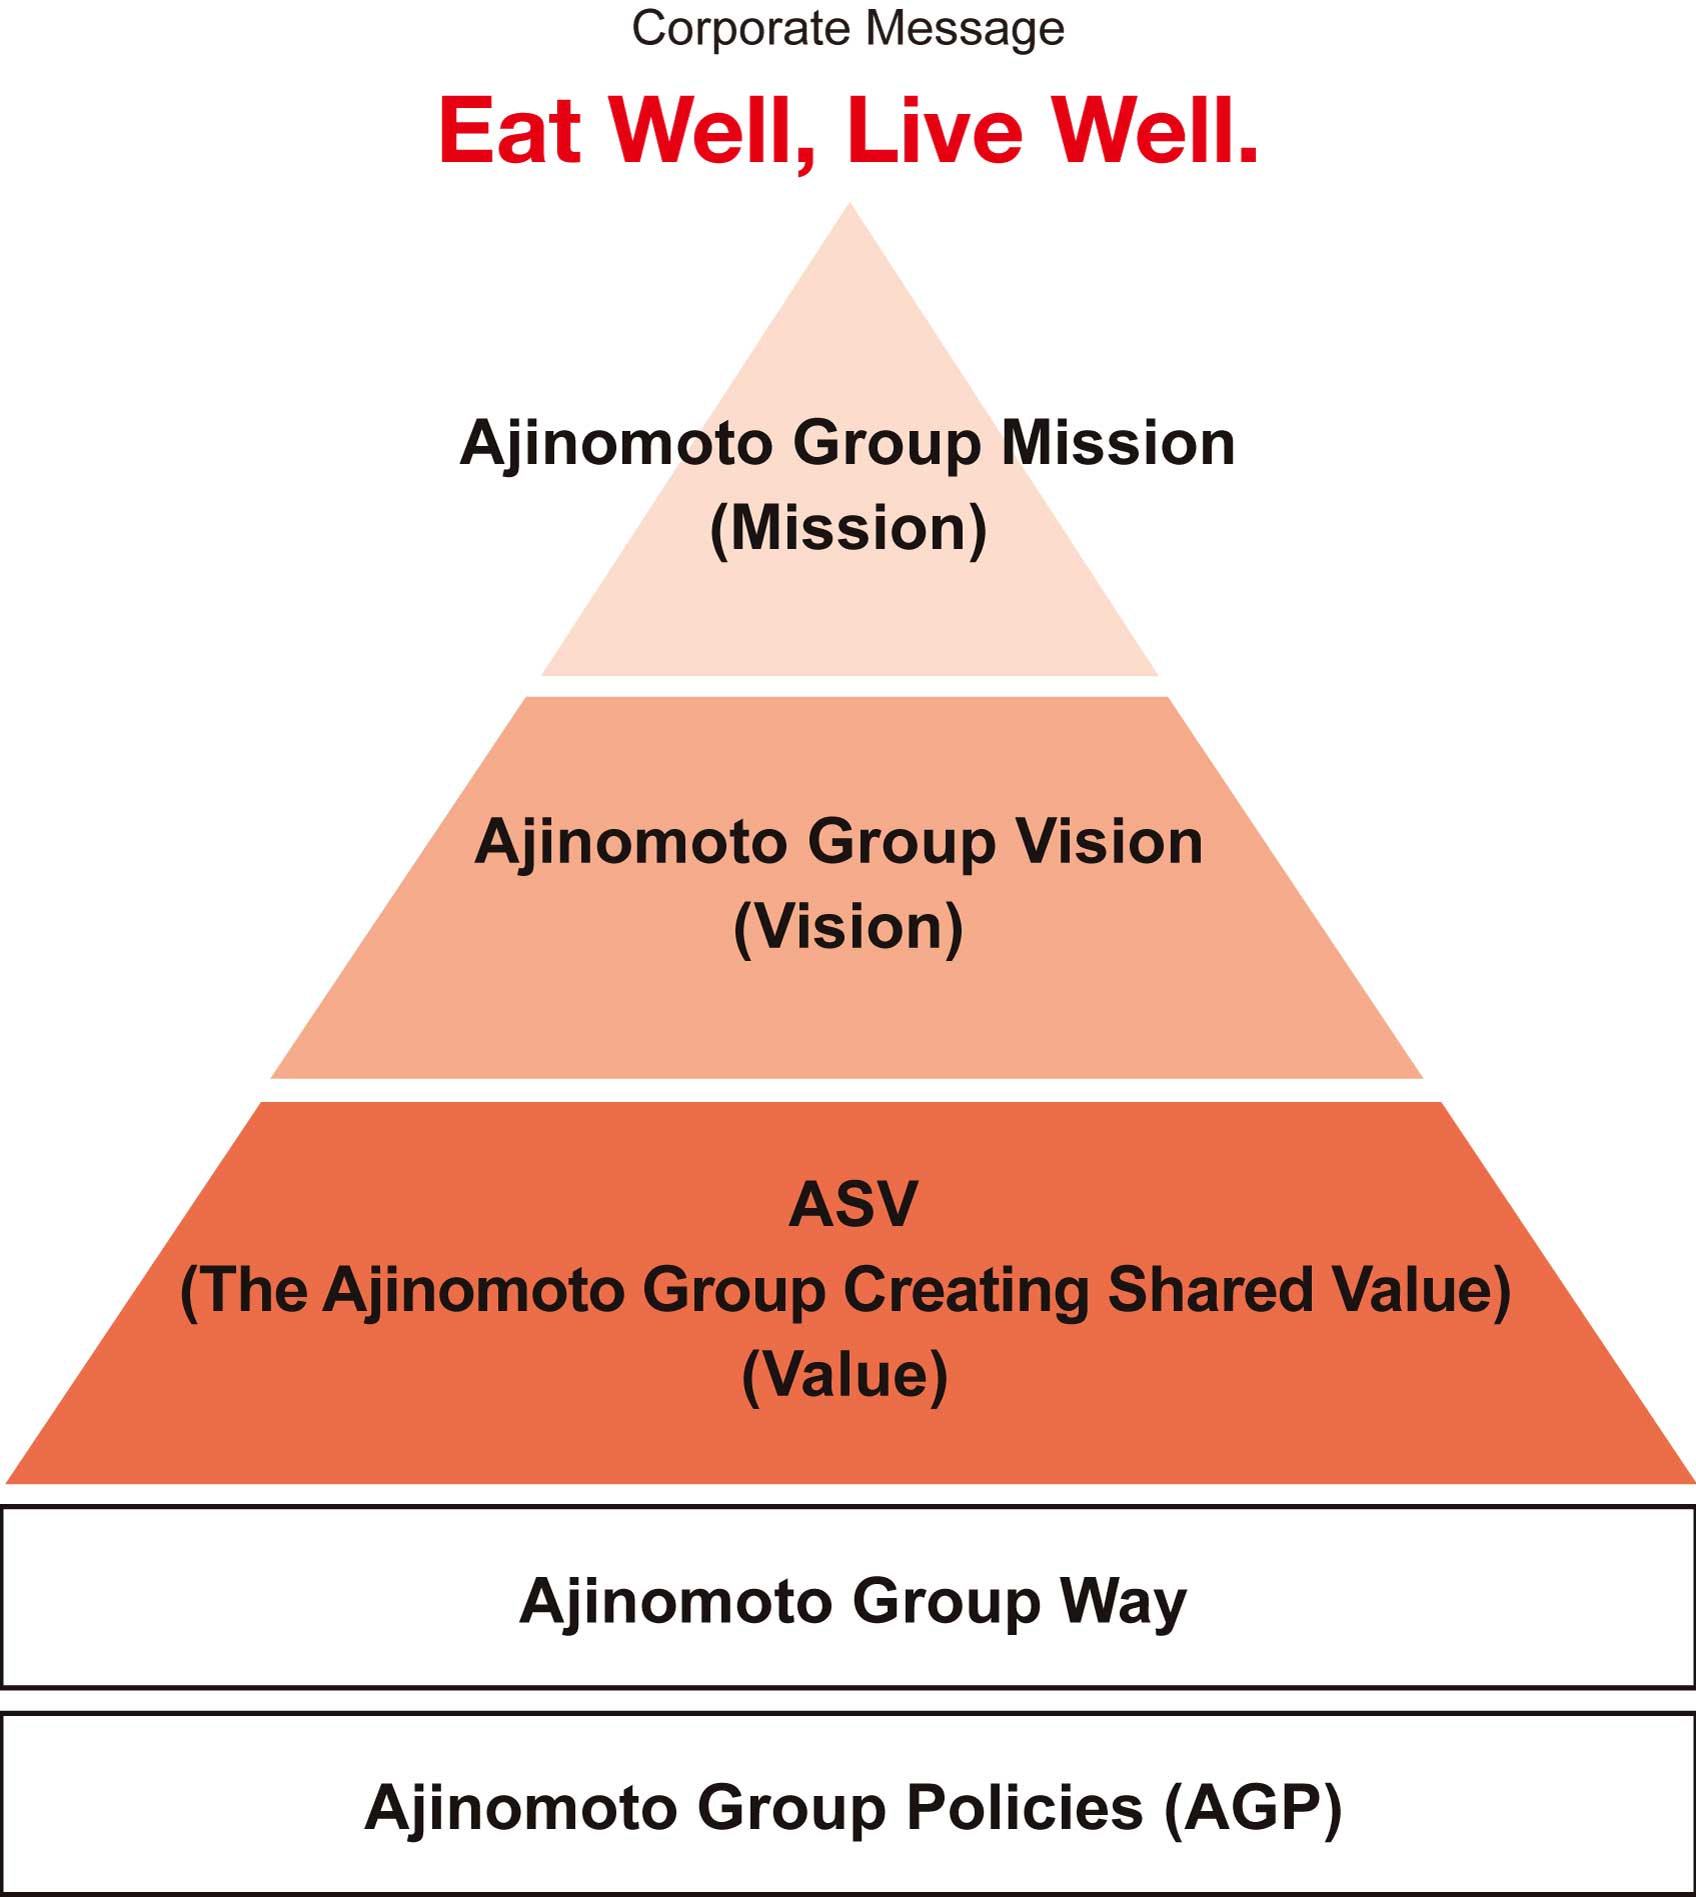 Corporate Message
Eat Well, Live Well.
Ajinomoto Group Mission
(Mission)
Ajinomoto Group Vision
(Vision)
ASV
(The Ajinomoto Group Creating Shared Value)
(Value)
Ajinomoto Group Way
Ajinomoto Group Policies (AGP)